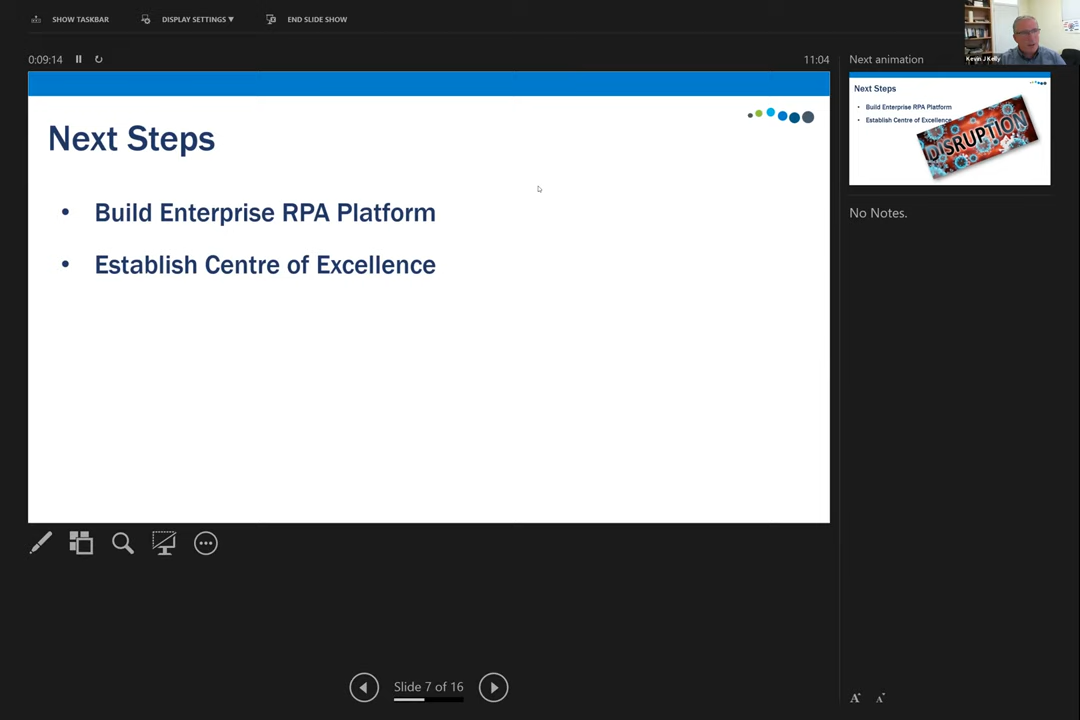 SHOW TASKBAR
DISPLAY SETTINGS ▼
END SLIDE SHOW
Kevin J Kelly
0:09:14
11:04
Next animation
Next Steps
• Build Enterprise RPA Platform
• Establish Centre of Excellence
Next Steps
• Build Enterprise RPA Platform
• Establish Centre of Excellence
DISRUPTION
No Notes.
Slide 7 of 16
A
A